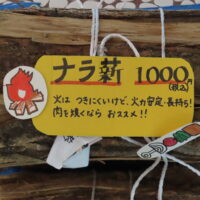 ナラ薪 1000円
(税込)
火は つきにくいけど、火力安定・長持ち!
肉を焼くなら おススメ!!